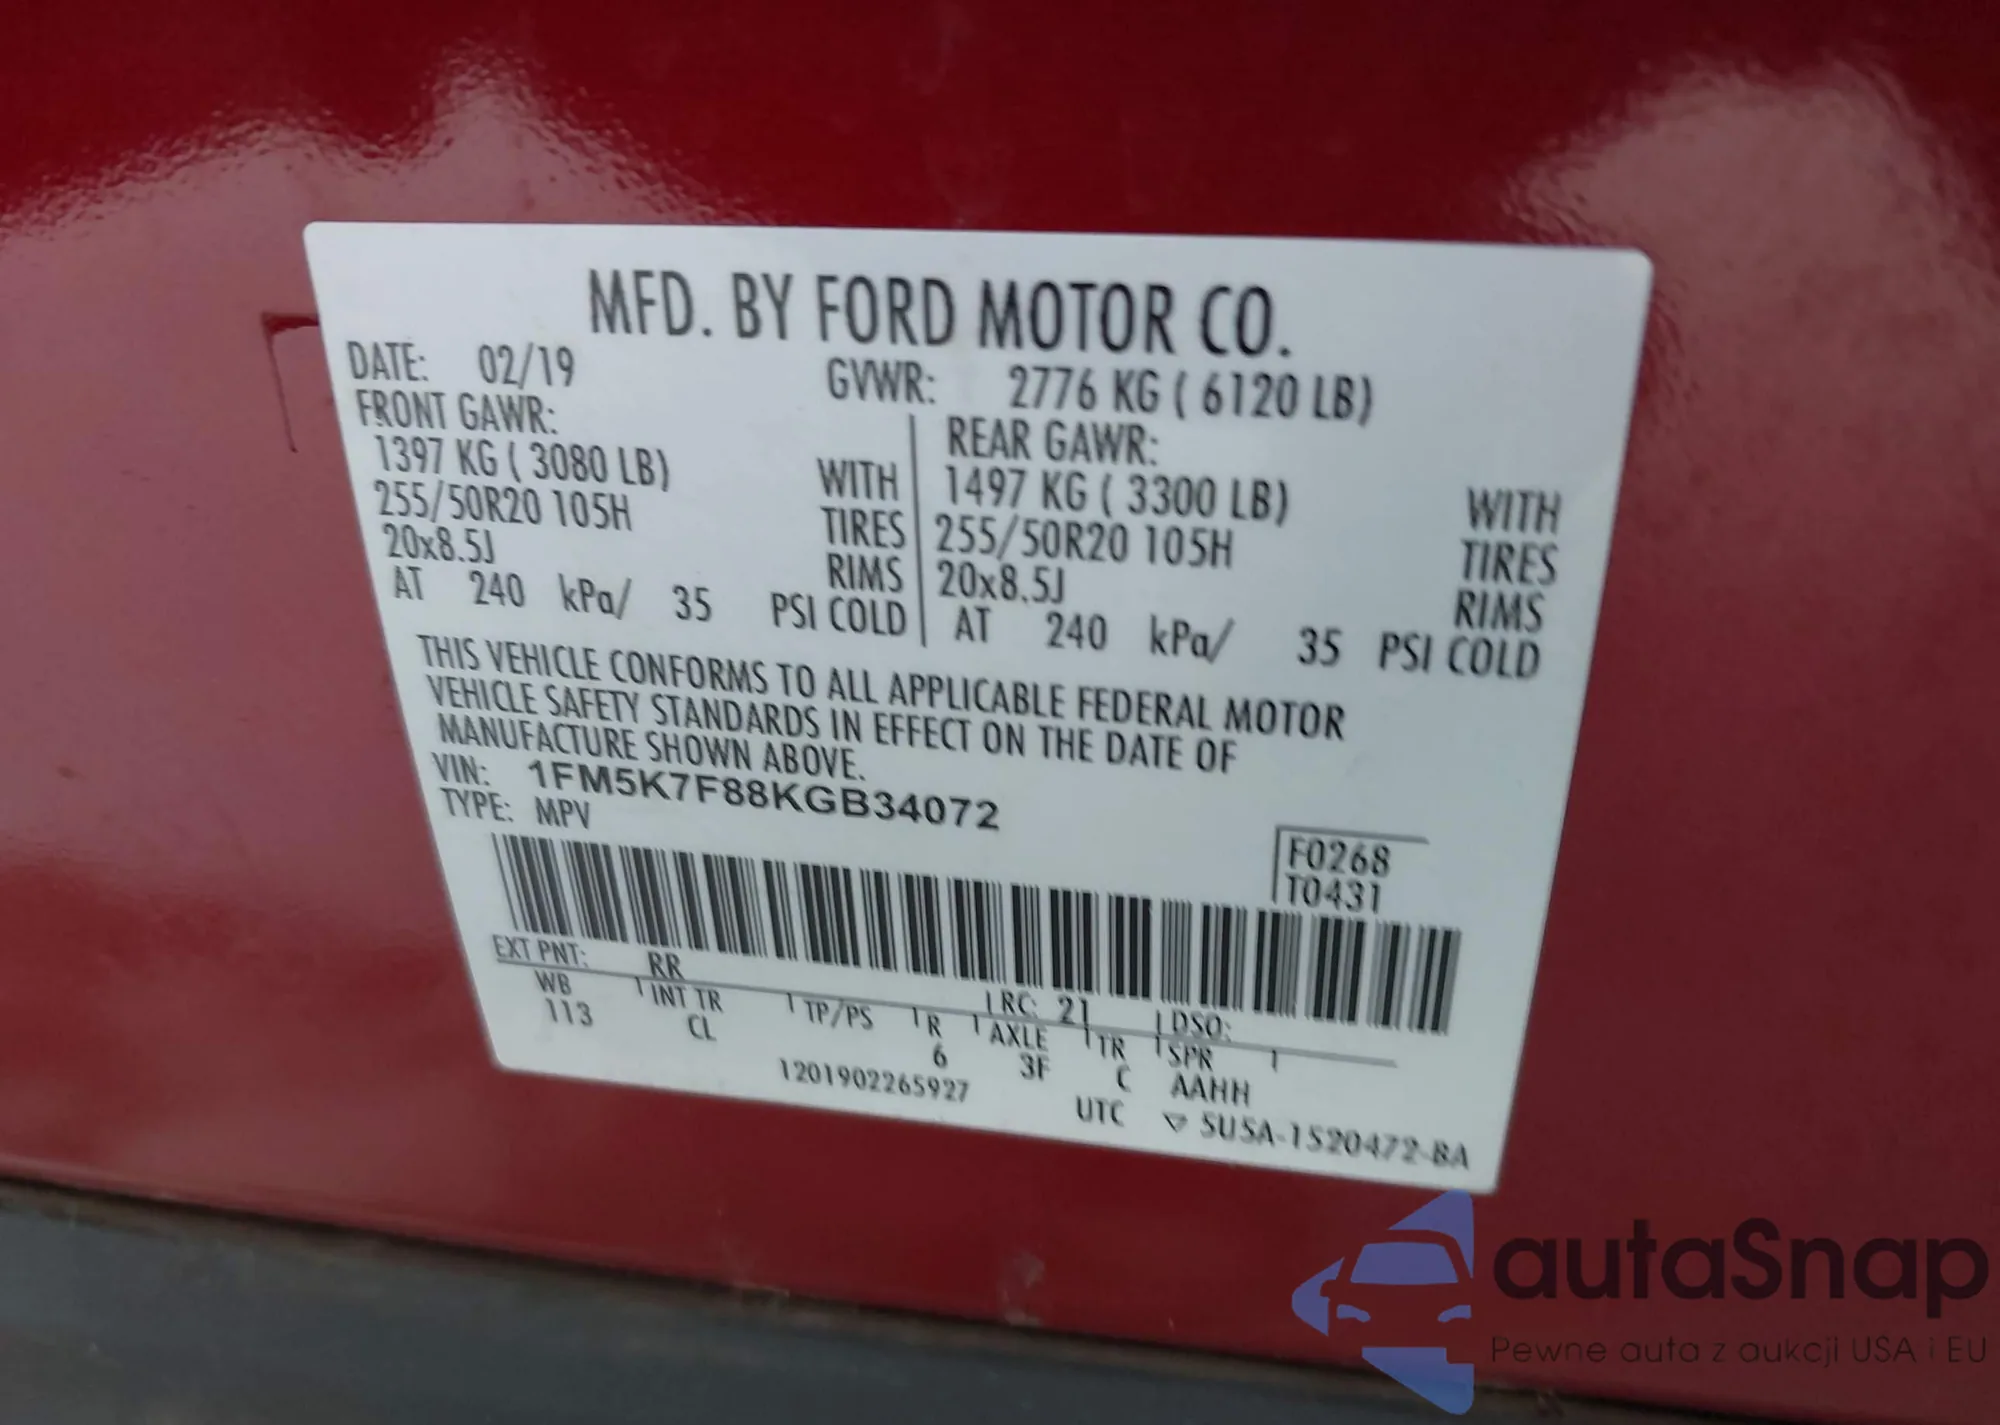 MFD. BY FORD MOTOR CO.
DATE: 02/19 GVWR: 2776 KG ( 6120 LB)
FRONT GAWR: REAR GAWR:
1397 KG ( 3080 LB) WITH 1497 KG ( 3300 LB) WITH
255/50R20 105H TIRES 255/50R20 105H TIRES
20x8.5J RIMS 20x8.5J RIMS
AT 240 kPa/ 35 PSI COLD AT 240 kPa/ 35 PSI COLD
THIS VEHICLE CONFORMS TO ALL APPLICABLE FEDERAL MOTOR
VEHICLE SAFETY STANDARDS IN EFFECT ON THE DATE OF
MANUFACTURE SHOWN ABOVE.
VIN: 1FM5K7F88KGB34072
TYPE: MPV
F0268
T0431
EXT PNT: RR RC: 21 DSO:
WB INT TR TP/PS R AXLE TR SPR
113 CL 6 3F C AAHH
1201902265927
UTC ▽ 5U5A-1520472-BA
autaSnap
Pewne auta z aukcji USA i EU